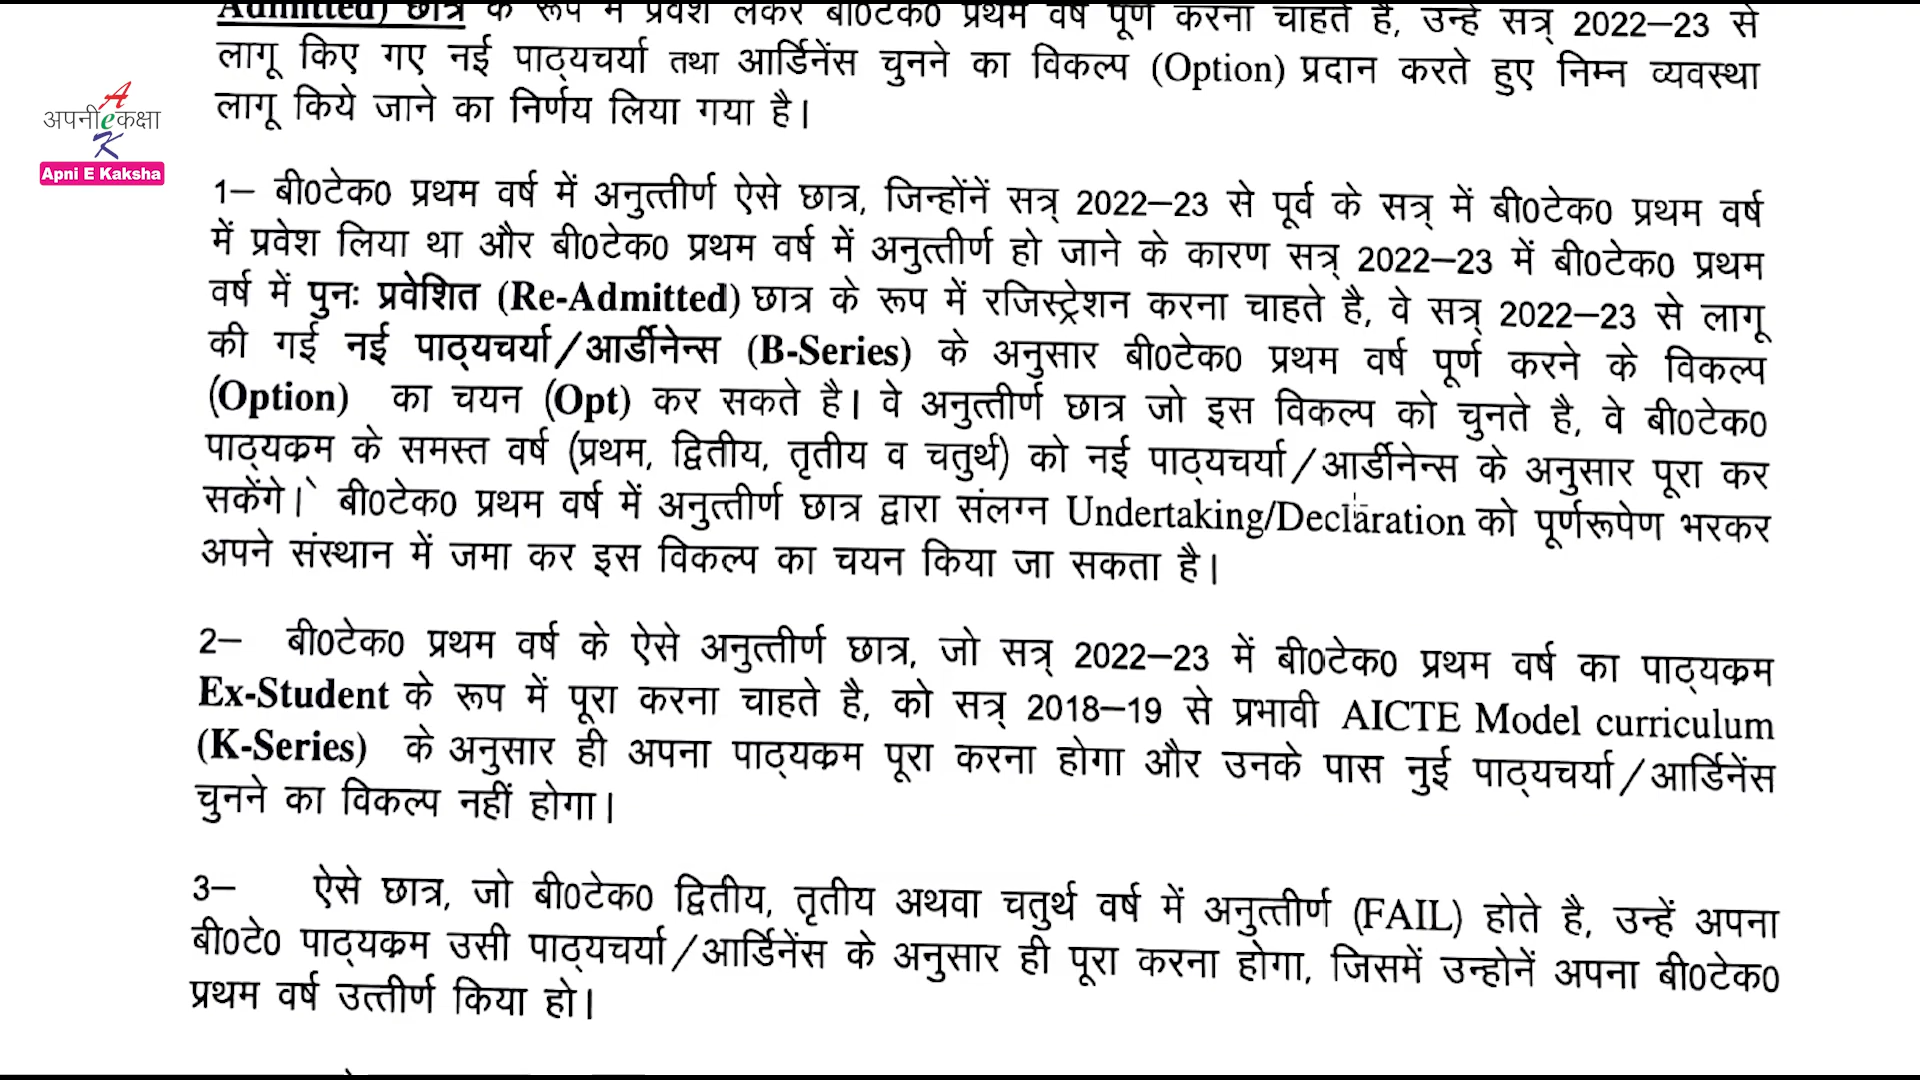 Admitted) छात्र के रूप में प्रवेश लेकर बी0टेक0 प्रथम वर्ष पूर्ण करना चाहते है, उन्हें सत्र् 2022–23 से
लागू किए गए नई पाठ्यचर्या तथा आर्डिनेंस चुनने का विकल्प (Option) प्रदान करते हुए निम्न व्यवस्था
लागू किये जाने का निर्णय लिया गया है।
अपनीeकक्षा
A
K
Apni E Kaksha
1– बी0टेक0 प्रथम वर्ष में अनुत्तीर्ण ऐसे छात्र, जिन्होंनें सत्र् 2022–23 से पूर्व के सत्र् में बी0टेक0 प्रथम वर्ष
में प्रवेश लिया था और बी0टेक0 प्रथम वर्ष में अनुत्तीर्ण हो जाने के कारण सत्र् 2022–23 में बी0टेक0 प्रथम
वर्ष में पुनः प्रवेशित (Re-Admitted) छात्र के रूप में रजिस्ट्रेशन करना चाहते है, वे सत्र् 2022–23 से लागू
की गई नई पाठ्यचर्या/आर्डीनेन्स (B-Series) के अनुसार बी0टेक0 प्रथम वर्ष पूर्ण करने के विकल्प
(Option) का चयन (Opt) कर सकते है। वे अनुत्तीर्ण छात्र जो इस विकल्प को चुनते है, वे बी0टेक0
पाठ्यक्रम के समस्त वर्ष (प्रथम, द्वितीय, तृतीय व चतुर्थ) को नई पाठ्यचर्या/आर्डीनेन्स के अनुसार पूरा कर
सकेंगे।` बी0टेक0 प्रथम वर्ष में अनुत्तीर्ण छात्र द्वारा संलग्न Undertaking/Declaration को पूर्णरूपेण भरकर
अपने संस्थान में जमा कर इस विकल्प का चयन किया जा सकता है।
2– बी0टेक0 प्रथम वर्ष के ऐसे अनुत्तीर्ण छात्र, जो सत्र् 2022–23 में बी0टेक0 प्रथम वर्ष का पाठ्यक्रम
Ex-Student के रूप में पूरा करना चाहते है, को सत्र् 2018–19 से प्रभावी AICTE Model curriculum
(K-Series) के अनुसार ही अपना पाठ्यक्रम पूरा करना होगा और उनके पास नुई पाठ्यचर्या/आर्डिनेंस
चुनने का विकल्प नहीं होगा।
3– ऐसे छात्र, जो बी0टेक0 द्वितीय, तृतीय अथवा चतुर्थ वर्ष में अनुत्तीर्ण (FAIL) होते है, उन्हें अपना
बी0टे0 पाठ्यक्रम उसी पाठ्यचर्या/आर्डिनेंस के अनुसार ही पूरा करना होगा, जिसमें उन्होनें अपना बी0टेक0
प्रथम वर्ष उत्तीर्ण किया हो।